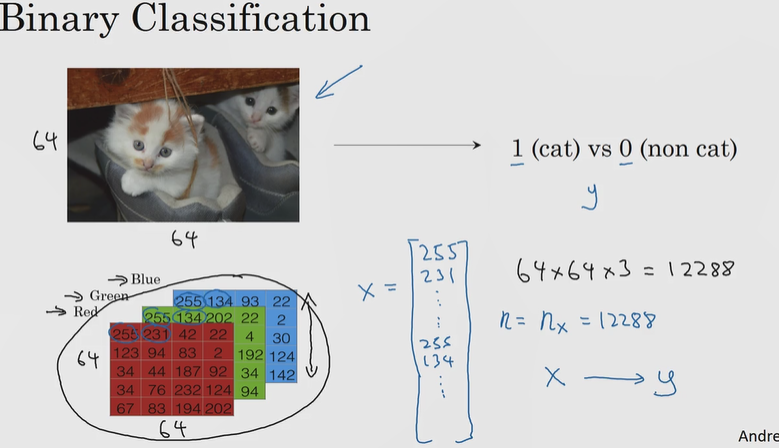 Binary Classification
64
64
1 (cat) vs 0 (non cat)
y
Blue
Green
Red
255 134 93 22
255 134 202 22 2
255 231 42 22 4 30
123 94 83 2 192 124
34 44 187 92 34 142
34 76 232 124 94
67 83 194 202
64
64
x =
255
231
⋮
⋮
255
134
⋮
64×64×3 = 12288
n = nₓ = 12288
x → y
Andre